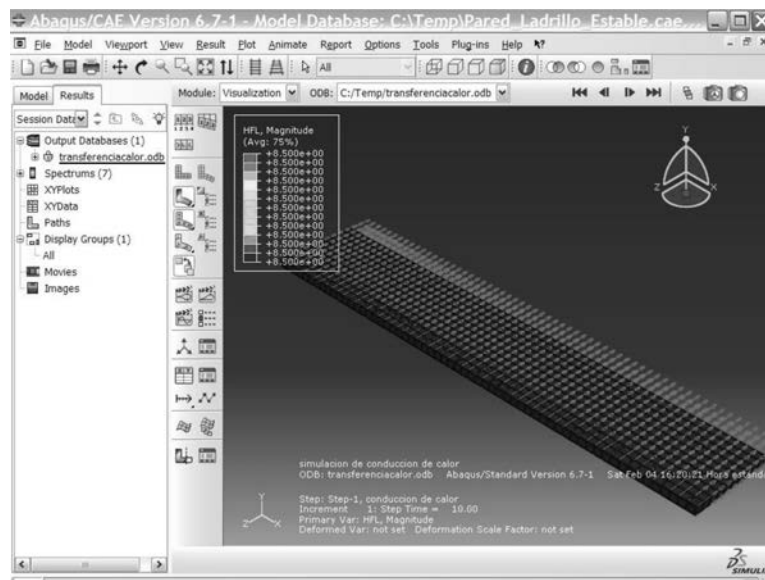 Abaqus/CAE Version 6.7-1 - Model Database: C:\Temp\Pared_Ladrillo_Estable.cae...
File Model Viewport View Result Plot Animate Report Options Tools Plug-ins Help
All
Model Results
Module: Visualization ODB: C:/Temp/transferenciacalor.odb
Session Data
Output Databases (1)
transferenciacalor.odb
Spectrums (7)
XYPlots
XYData
Paths
Display Groups (1)
All
Movies
Images
HFL, Magnitude
(Avg: 75%)
+8.500e+00
+8.500e+00
+8.500e+00
+8.500e+00
+8.500e+00
+8.500e+00
+8.500e+00
+8.500e+00
+8.500e+00
+8.500e+00
+8.500e+00
+8.500e+00
+8.500e+00
Y
Z X
simulacion de conduccion de calor
ODB: transferenciacalor.odb Abaqus/Standard Version 6.7-1 Sat Feb 04 16:20:21 Hora estánda
Step: Step-1, conduccion de calor
Increment 1: Step Time = 10.00
Primary Var: HFL, Magnitude
Deformed Var: not set Deformation Scale Factor: not set
Y
Z X
SIMULIA